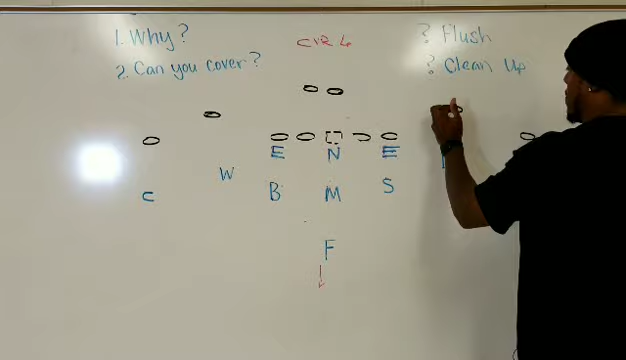 1. Why?
2. Can you cover?
? Flush
? Clean Up
E N E
W B M S
C
F